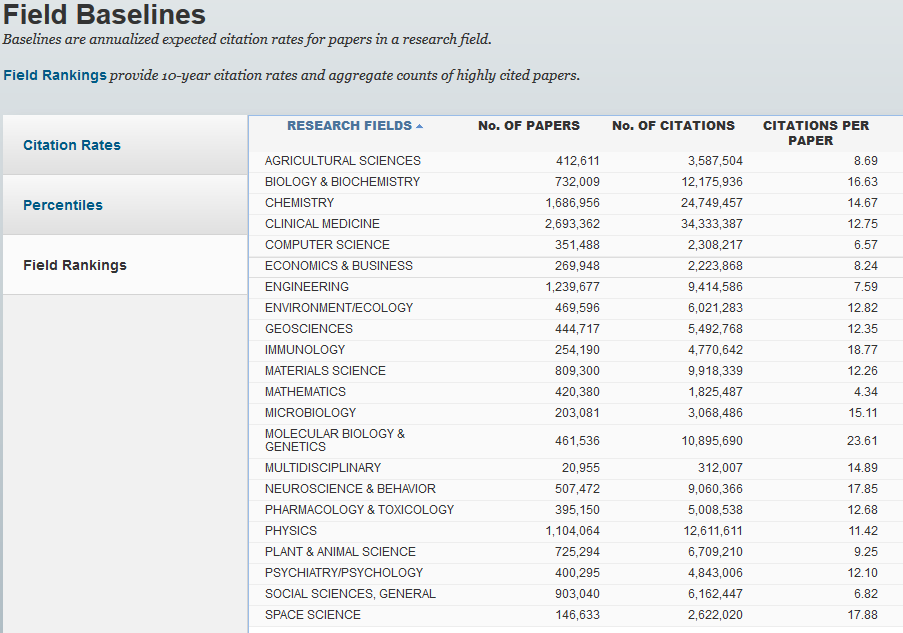 Field Baselines
Baselines are annualized expected citation rates for papers in a research field.
Field Rankings provide 10-year citation rates and aggregate counts of highly cited papers.
Citation Rates
Percentiles
Field Rankings
RESEARCH FIELDS No. OF PAPERS No. OF CITATIONS CITATIONS PER
PAPER
AGRICULTURAL SCIENCES 412,611 3,587,504 8.69
BIOLOGY & BIOCHEMISTRY 732,009 12,175,936 16.63
CHEMISTRY 1,686,956 24,749,457 14.67
CLINICAL MEDICINE 2,693,362 34,333,387 12.75
COMPUTER SCIENCE 351,488 2,308,217 6.57
ECONOMICS & BUSINESS 269,948 2,223,868 8.24
ENGINEERING 1,239,677 9,414,586 7.59
ENVIRONMENT/ECOLOGY 469,596 6,021,283 12.82
GEOSCIENCES 444,717 5,492,768 12.35
IMMUNOLOGY 254,190 4,770,642 18.77
MATERIALS SCIENCE 809,300 9,918,339 12.26
MATHEMATICS 420,380 1,825,487 4.34
MICROBIOLOGY 203,081 3,068,486 15.11
MOLECULAR BIOLOGY &
GENETICS 461,536 10,895,690 23.61
MULTIDISCIPLINARY 20,955 312,007 14.89
NEUROSCIENCE & BEHAVIOR 507,472 9,060,366 17.85
PHARMACOLOGY & TOXICOLOGY 395,150 5,008,538 12.68
PHYSICS 1,104,064 12,611,611 11.42
PLANT & ANIMAL SCIENCE 725,294 6,709,210 9.25
PSYCHIATRY/PSYCHOLOGY 400,295 4,843,006 12.10
SOCIAL SCIENCES, GENERAL 903,040 6,162,447 6.82
SPACE SCIENCE 146,633 2,622,020 17.88